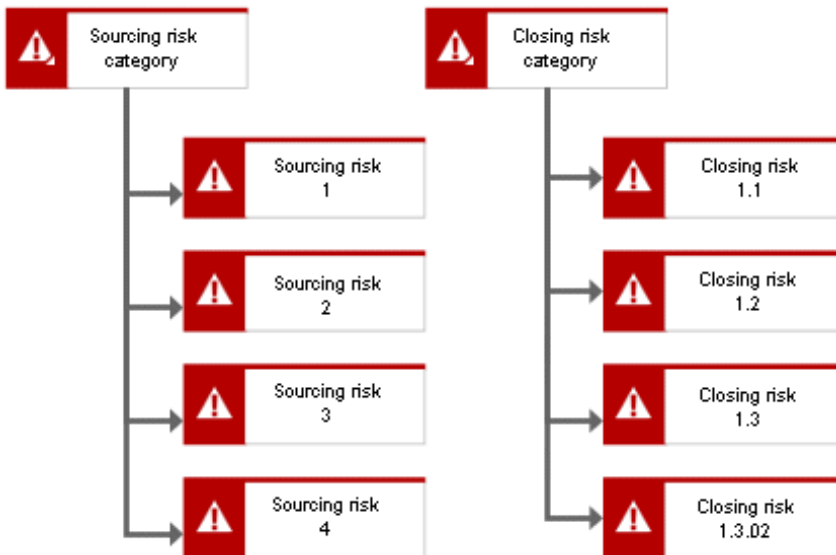 Sourcing risk
category
Sourcing risk
1
Sourcing risk
2
Sourcing risk
3
Sourcing risk
4
Closing risk
category
Closing risk
1.1
Closing risk
1.2
Closing risk
1.3
Closing risk
1.3.02